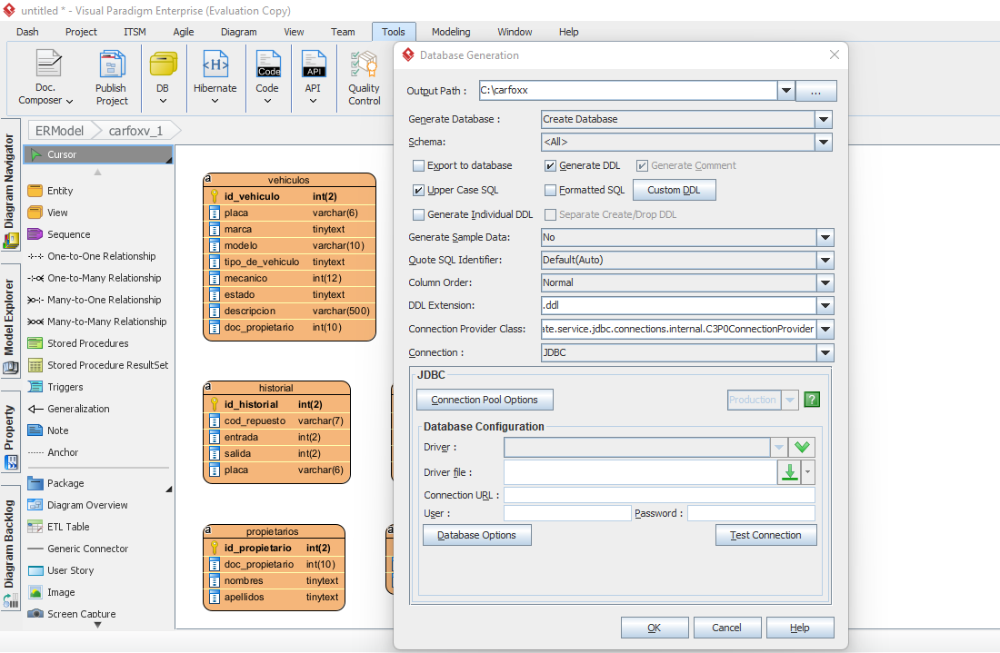 untitled * - Visual Paradigm Enterprise (Evaluation Copy)
Dash Project ITSM Agile Diagram View Team Tools Modeling Window Help
Doc. Composer
Publish Project
DB
Hibernate
Code
API
Quality Control
ERModel carfoxv_1
Diagram Navigator
Model Explorer
Property
Diagram Backlog
Cursor
Entity
View
Sequence
One-to-One Relationship
One-to-Many Relationship
Many-to-One Relationship
Many-to-Many Relationship
Stored Procedures
Stored Procedure ResultSet
Triggers
Generalization
Note
Anchor
Package
Diagram Overview
ETL Table
Generic Connector
User Story
Image
Screen Capture
a
vehiculos
id_vehiculo int(2)
placa varchar(6)
marca tinytext
modelo varchar(10)
tipo_de_vehiculo tinytext
mecanico int(12)
estado tinytext
descripcion varchar(500)
doc_propietario int(10)
a
historial
id_historial int(2)
cod_repuesto varchar(7)
entrada int(2)
salida int(2)
placa varchar(6)
a
propietarios
id_propietario int(2)
doc_propietario int(10)
nombres tinytext
apellidos tinytext
a
Database Generation
Output Path : C:\carfoxx ...
Generate Database : Create Database
Schema: <All>
Export to database Generate DDL Generate Comment
Upper Case SQL Formatted SQL Custom DDL
Generate Individual DDL Separate Create/Drop DDL
Generate Sample Data: No
Quote SQL Identifier: Default(Auto)
Column Order: Normal
DDL Extension: .ddl
Connection Provider Class: ate.service.jdbc.connections.internal.C3P0ConnectionProvider
Connection : JDBC
JDBC
Connection Pool Options Production ?
Database Configuration
Driver :
Driver file :
Connection URL :
User : Password :
Database Options Test Connection
OK Cancel Help